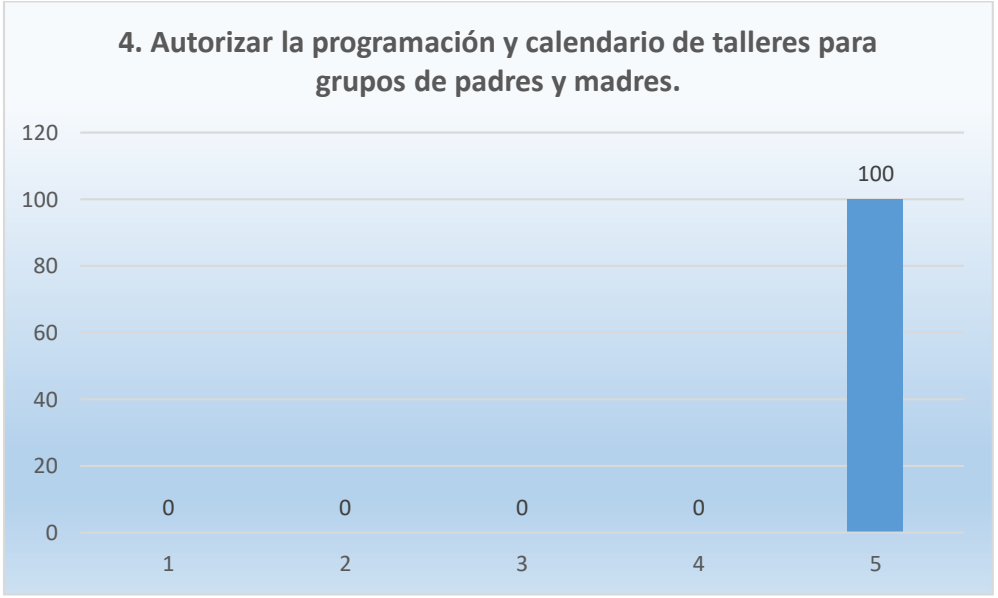 4. Autorizar la programación y calendario de talleres para
grupos de padres y madres.
120
100
100
80
60
40
20
0 0 0 0
0
1 2 3 4 5